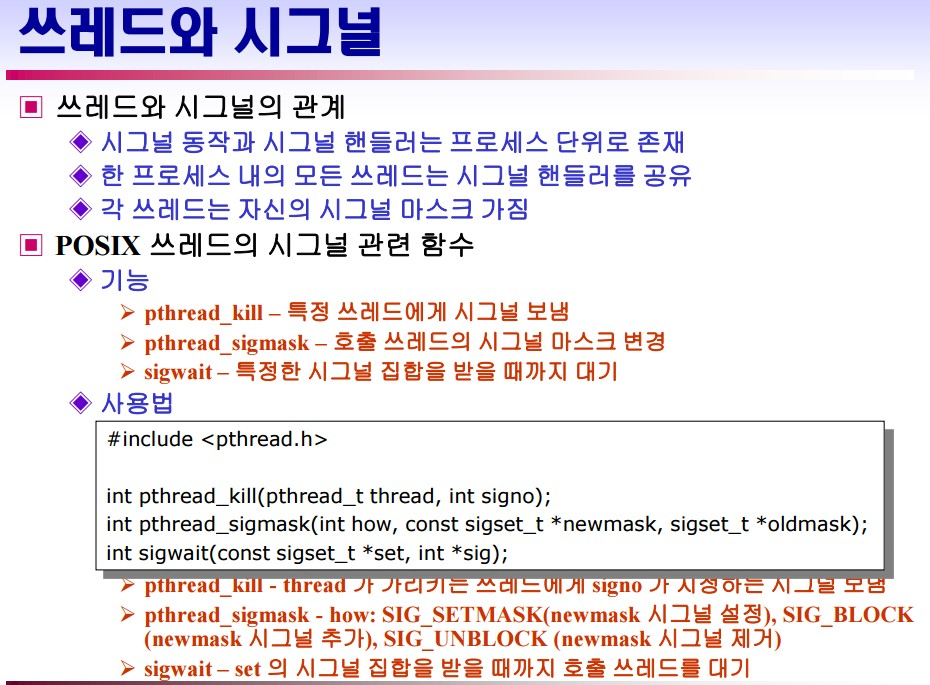 쓰레드와 시그널
쓰레드와 시그널의 관계
시그널 동작과 시그널 핸들러는 프로세스 단위로 존재
한 프로세스 내의 모든 쓰레드는 시그널 핸들러를 공유
각 쓰레드는 자신의 시그널 마스크 가짐
POSIX 쓰레드의 시그널 관련 함수
기능
pthread_kill – 특정 쓰레드에게 시그널 보냄
pthread_sigmask – 호출 쓰레드의 시그널 마스크 변경
sigwait – 특정한 시그널 집합을 받을 때까지 대기
사용법
#include <pthread.h>
int pthread_kill(pthread_t thread, int signo);
int pthread_sigmask(int how, const sigset_t *newmask, sigset_t *oldmask);
int sigwait(const sigset_t *set, int *sig);
pthread_kill - thread 가 가리키는 쓰레드에게 signo 가 지정하는 시그널 보냄
pthread_sigmask - how: SIG_SETMASK(newmask 시그널 설정), SIG_BLOCK
(newmask 시그널 추가), SIG_UNBLOCK (newmask 시그널 제거)
sigwait – set 의 시그널 집합을 받을 때까지 호출 쓰레드를 대기